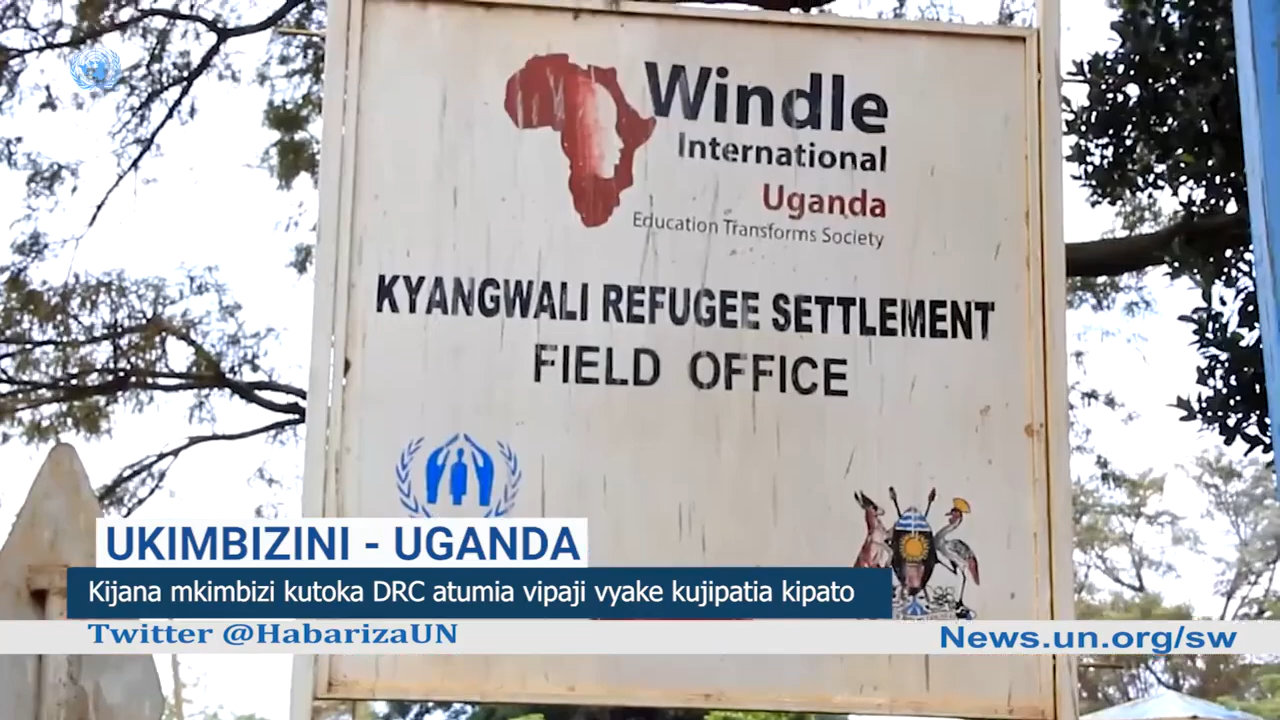 Windle
International
Uganda
Education Transforms Society
KYANGWALI REFUGEE SETTLEMENT
FIELD OFFICE
UKIMBIZINI - UGANDA
Kijana mkimbizi kutoka DRC atumia vipaji vyake kujipatia kipato
Twitter @HabarizaUN
News.un.org/sw